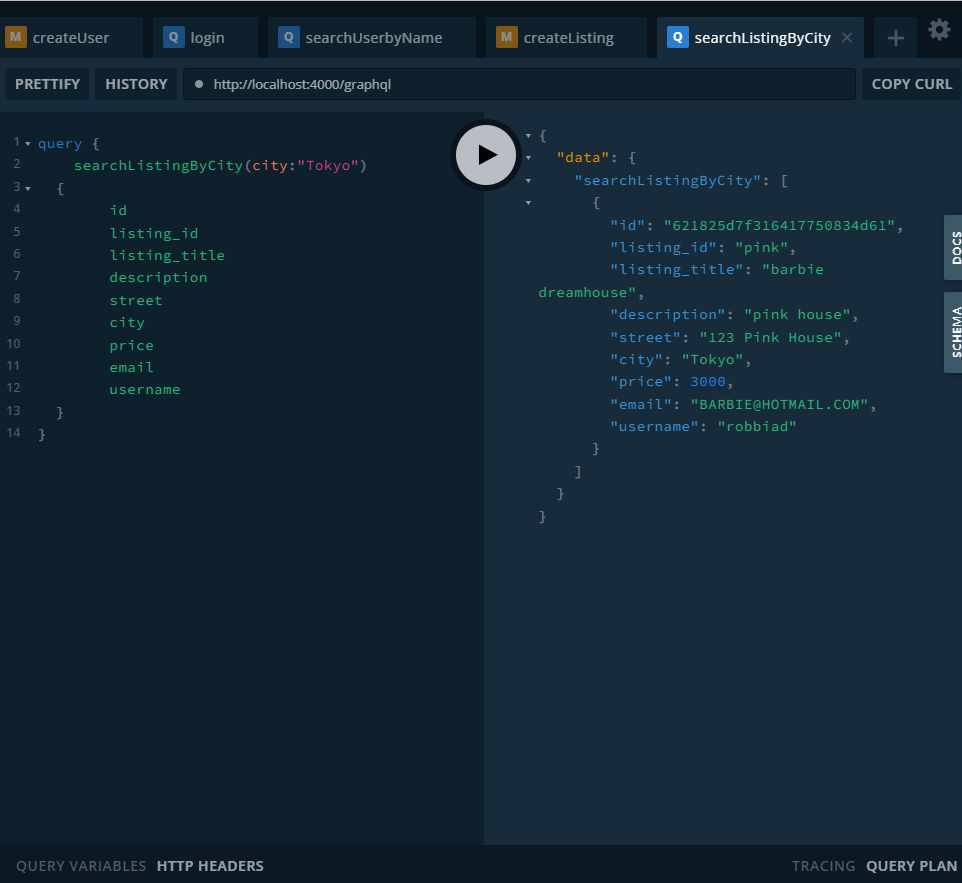 M createUser Q login Q searchUserbyName M createListing Q searchListingByCity × +
PRETTIFY HISTORY http://localhost:4000/graphql COPY CURL
1 query {
2 searchListingByCity(city:"Tokyo")
3 {
4 id
5 listing_id
6 listing_title
7 description
8 street
9 city
10 price
11 email
12 username
13 }
14 }
{
"data": {
"searchListingByCity": [
{
"id": "621825d7f316417750834d61",
"listing_id": "pink",
"listing_title": "barbie
dreamhouse",
"description": "pink house",
"street": "123 Pink House",
"city": "Tokyo",
"price": 3000,
"email": "BARBIE@HOTMAIL.COM",
"username": "robbiad"
}
]
}
}
DOCS
SCHEMA
QUERY VARIABLES HTTP HEADERS TRACING QUERY PLAN